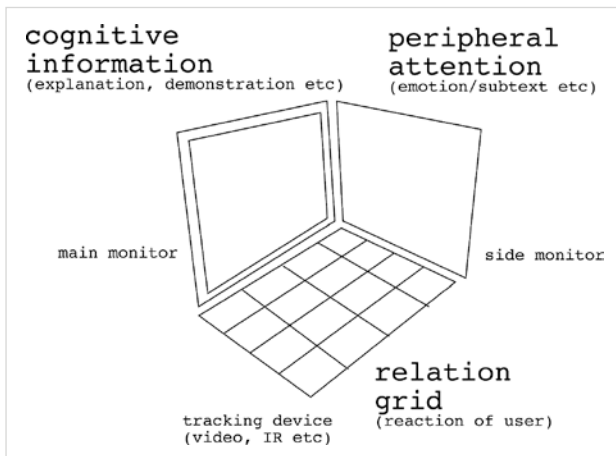 cognitive
information
(explanation, demonstration etc)
peripheral
attention
(emotion/subtext etc)
main monitor
side monitor
relation
grid
(reaction of user)
tracking device
(video, IR etc)